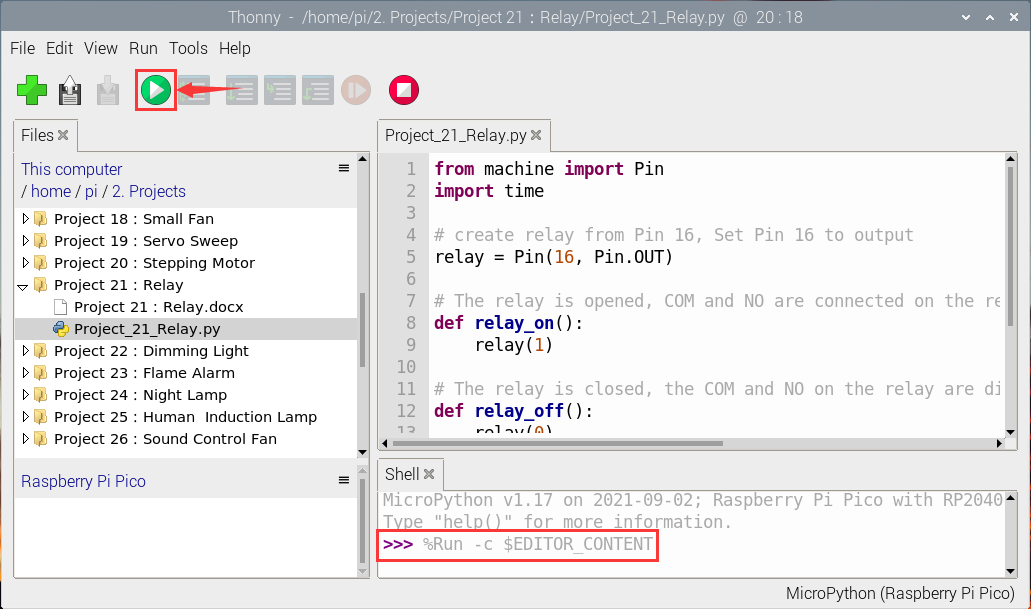 Thonny - /home/pi/2. Projects/Project 21 : Relay/Project_21_Relay.py @ 20 : 18
File Edit View Run Tools Help
Files
This computer
/ home / pi / 2. Projects
Project 18 : Small Fan
Project 19 : Servo Sweep
Project 20 : Stepping Motor
Project 21 : Relay
Project 21 : Relay.docx
Project_21_Relay.py
Project 22 : Dimming Light
Project 23 : Flame Alarm
Project 24 : Night Lamp
Project 25 : Human  Induction Lamp
Project 26 : Sound Control Fan
Raspberry Pi Pico
Project_21_Relay.py
1 from machine import Pin
2 import time
3
4 # create relay from Pin 16, Set Pin 16 to output
5 relay = Pin(16, Pin.OUT)
6
7 # The relay is opened, COM and NO are connected on the re
8 def relay_on():
9     relay(1)
10
11 # The relay is closed, the COM and NO on the relay are di
12 def relay_off():
13     relay(0)
Shell
MicroPython v1.17 on 2021-09-02; Raspberry Pi Pico with RP2040
Type "help()" for more information.
>>> %Run -c $EDITOR_CONTENT
MicroPython (Raspberry Pi Pico)